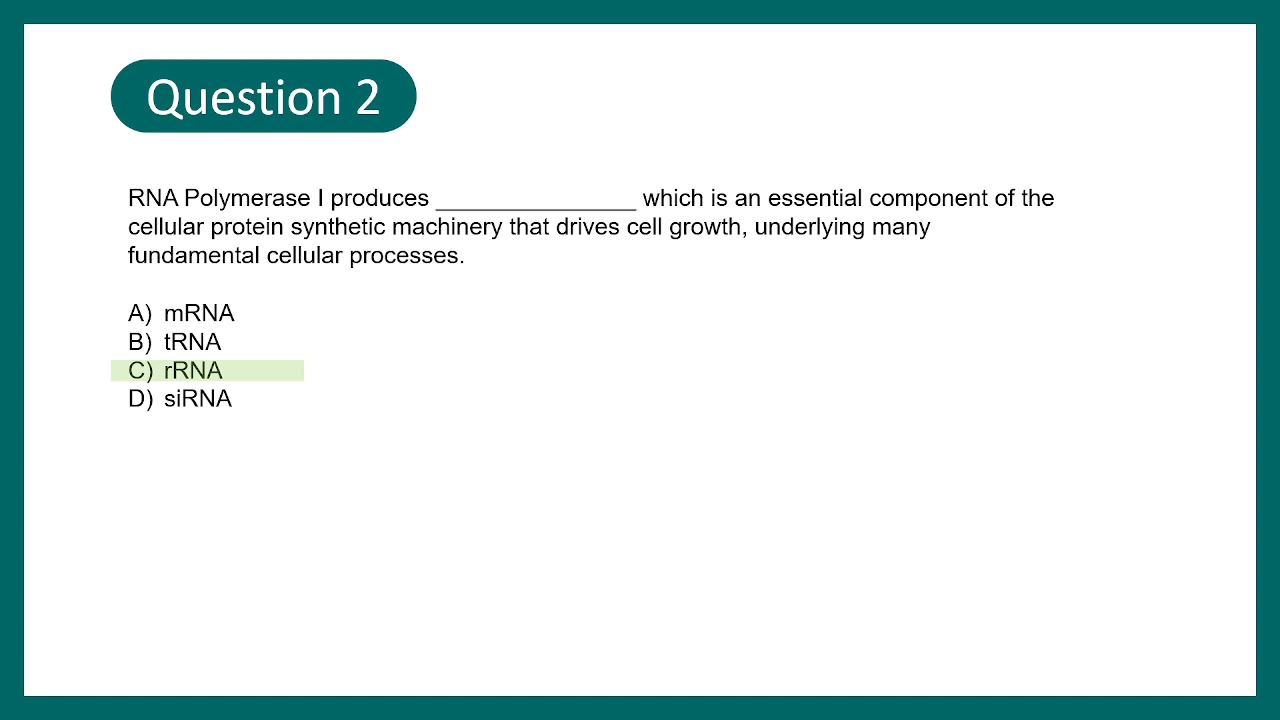 Question 2
RNA Polymerase I produces _______________ which is an essential component of the
cellular protein synthetic machinery that drives cell growth, underlying many
fundamental cellular processes.
A) mRNA
B) tRNA
C) rRNA
D) siRNA